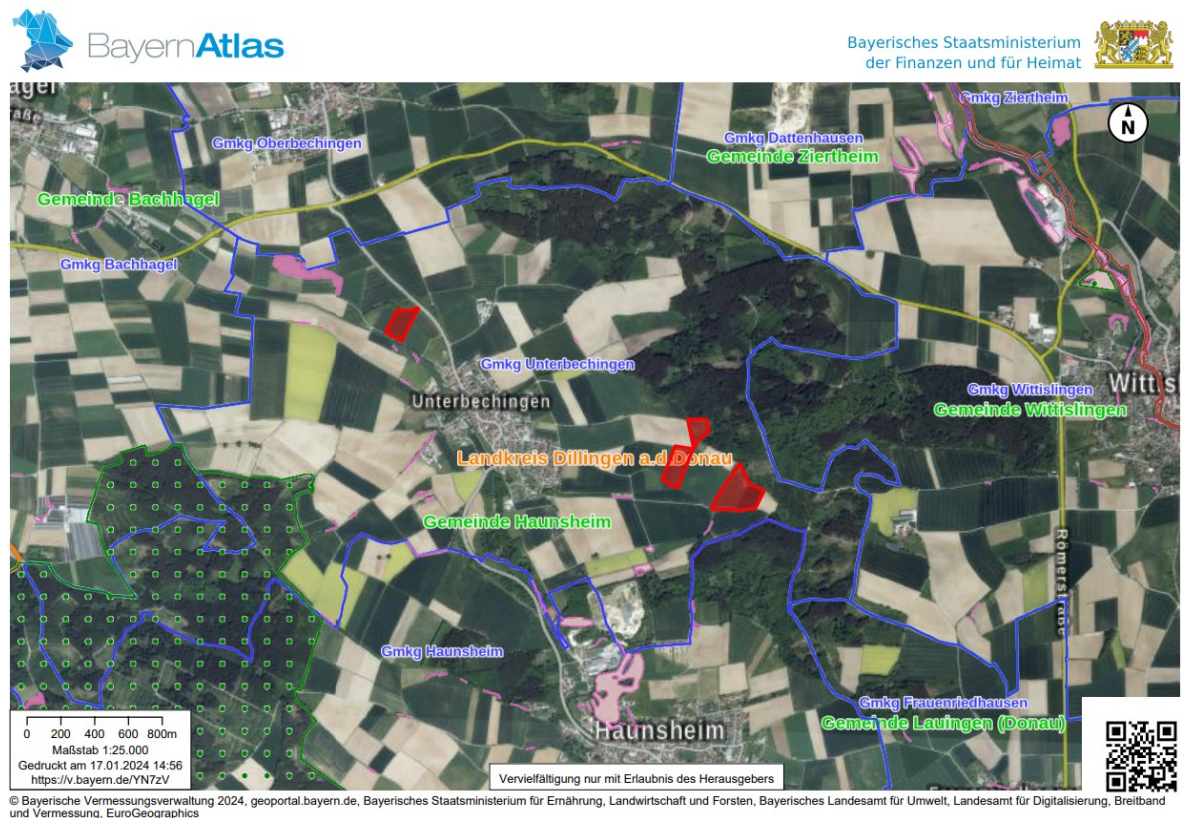 BayernAtlas
Bayerisches Staatsministerium
der Finanzen und für Heimat
Gmkg Ziertheim
N
Gmkg Oberbechingen
Gmkg Dattenhausen
Gemeinde Ziertheim
Gemeinde Bachhagel
Gmkg Bachhagel
Gmkg Unterbechingen
Unterbechingen
Gmkg Wittislingen
Gemeinde Wittislingen
Landkreis Dillingen a.d.Donau
Gemeinde Haunsheim
Römerstraße
Gmkg Haunsheim
Haunsheim
Gmkg Frauenriedhausen
Gemeinde Lauingen (Donau)
0 200 400 600 800m
Maßstab 1:25.000
Gedruckt am 17.01.2024 14:56
https://v.bayern.de/YN7zV
Vervielfältigung nur mit Erlaubnis des Herausgebers
© Bayerische Vermessungsverwaltung 2024, geoportal.bayern.de, Bayerisches Staatsministerium für Ernährung, Landwirtschaft und Forsten, Bayerisches Landesamt für Umwelt, Landesamt für Digitalisierung, Breitband
und Vermessung, EuroGeographics